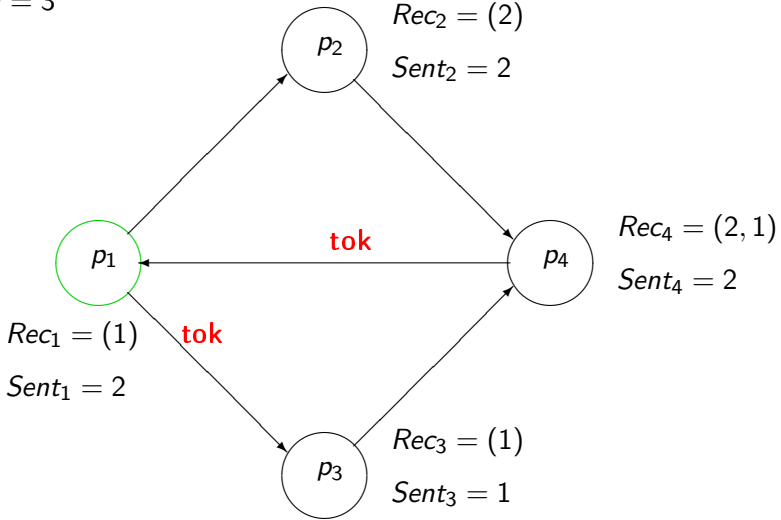 = 3
p₂
Rec₂ = (2)
Sent₂ = 2
tok
p₁
p₄
Rec₄ = (2, 1)
Sent₄ = 2
Rec₁ = (1)
Sent₁ = 2
tok
p₃
Rec₃ = (1)
Sent₃ = 1